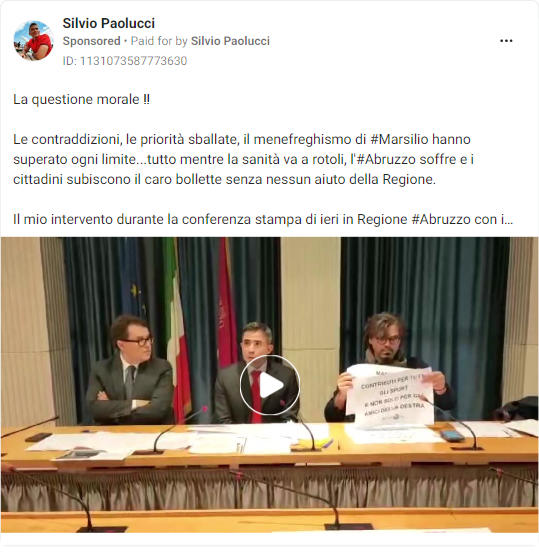 Silvio Paolucci
Sponsored • Paid for by Silvio Paolucci
ID: 1131073587773630
La questione morale !!
Le contraddizioni, le priorità sballate, il menefreghismo di #Marsilio hanno
superato ogni limite...tutto mentre la sanità va a rotoli, l'#Abruzzo soffre e i
cittadini subiscono il caro bollette senza nessun aiuto della Regione.
Il mio intervento durante la conferenza stampa di ieri in Regione #Abruzzo con i...
CONTRIBUTI PER TUTTI
GLI SPORT
E NON SOLO PER GLI
AMICI DELLA DESTRA